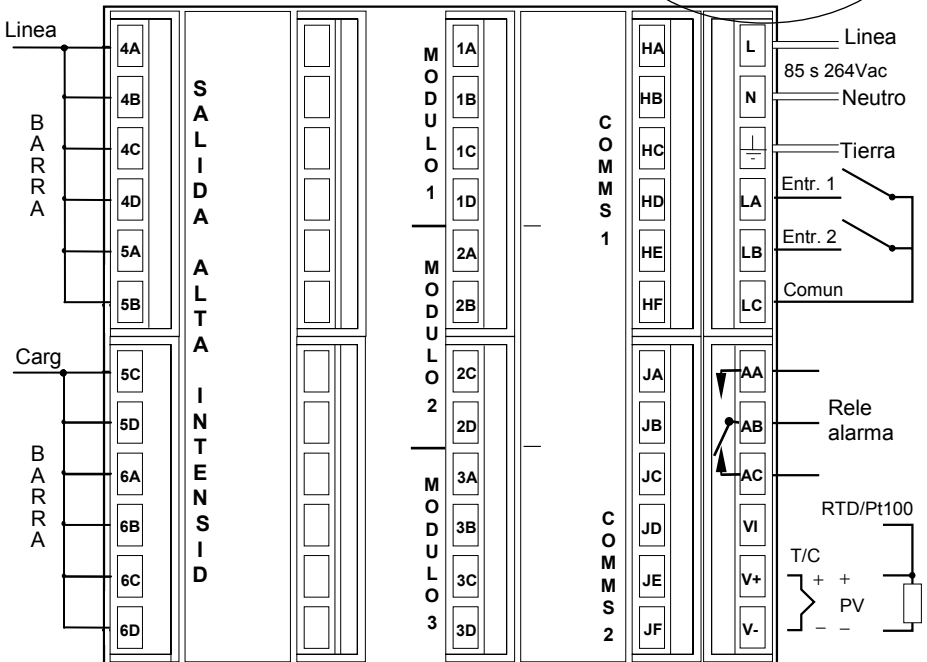 Linea
4A
4B
4C
4D
5A
5B
BARRA
Carg
5C
5D
6A
6B
6C
6D
BARRA
SALIDA ALTA INTENSID
MODULO 1
MODULO 2
MODULO 3
1A
1B
1C
1D
2A
2B
2C
2D
3A
3B
3C
3D
COMMS 1
COMMS 2
HA
HB
HC
HD
HE
HF
JA
JB
JC
JD
JE
JF
L
N
LA
LB
LC
AA
AB
AC
VI
V+
V-
Linea
85 s 264Vac
Neutro
Tierra
Entr. 1
Entr. 2
Comun
Rele
alarma
RTD/Pt100
T/C
+ +
PV
– –